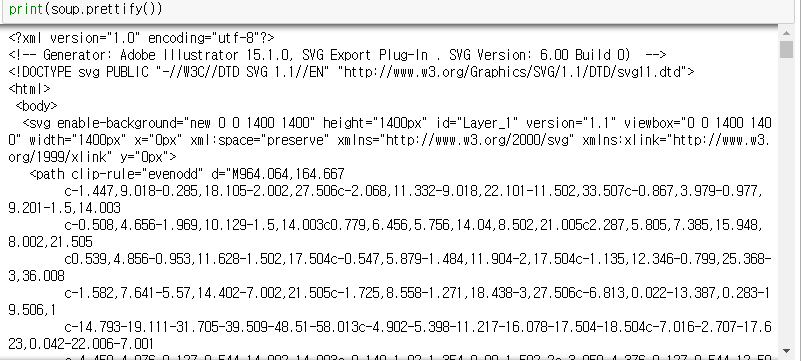 print(soup.prettify())
<?xml version="1.0" encoding="utf-8"?>
<!-- Generator: Adobe Illustrator 15.1.0, SVG Export Plug-In . SVG Version: 6.00 Build 0)  -->
<!DOCTYPE svg PUBLIC "-//W3C//DTD SVG 1.1//EN" "http://www.w3.org/Graphics/SVG/1.1/DTD/svg11.dtd">
<html>
<body>
<svg enable-background="new 0 0 1400 1400" height="1400px" id="Layer_1" version="1.1" viewbox="0 0 1400 140
0" width="1400px" x="0px" xml:space="preserve" xmlns="http://www.w3.org/2000/svg" xmlns:xlink="http://www.w3.
org/1999/xlink" y="0px">
<path clip-rule="evenodd" d="M964.064,164.667
c-1.447,9.018-0.285,18.105-2.002,27.506c-2.068,11.332-9.018,22.101-11.502,33.507c-0.867,3.979-0.977,
9.201-1.5,14.003
c-0.508,4.656-1.969,10.129-1.5,14.003c0.779,6.456,5.756,14.04,8.502,21.005c2.287,5.805,7.385,15.948,
8.002,21.505
c0.539,4.856-0.953,11.628-1.502,17.504c-0.547,5.879-1.484,11.904-2,17.504c-1.135,12.346-0.799,25.368-
3,36.008
c-1.582,7.641-5.57,14.402-7.002,21.505c-1.725,8.558-1.271,18.438-3,27.506c-6.813,0.022-13.387,0.283-1
9.506,1
c-14.793-19.111-31.705-39.509-48.51-58.013c-4.902-5.398-11.217-16.078-17.504-18.504c-7.016-2.707-17.6
23,0.042-22.006-7.001